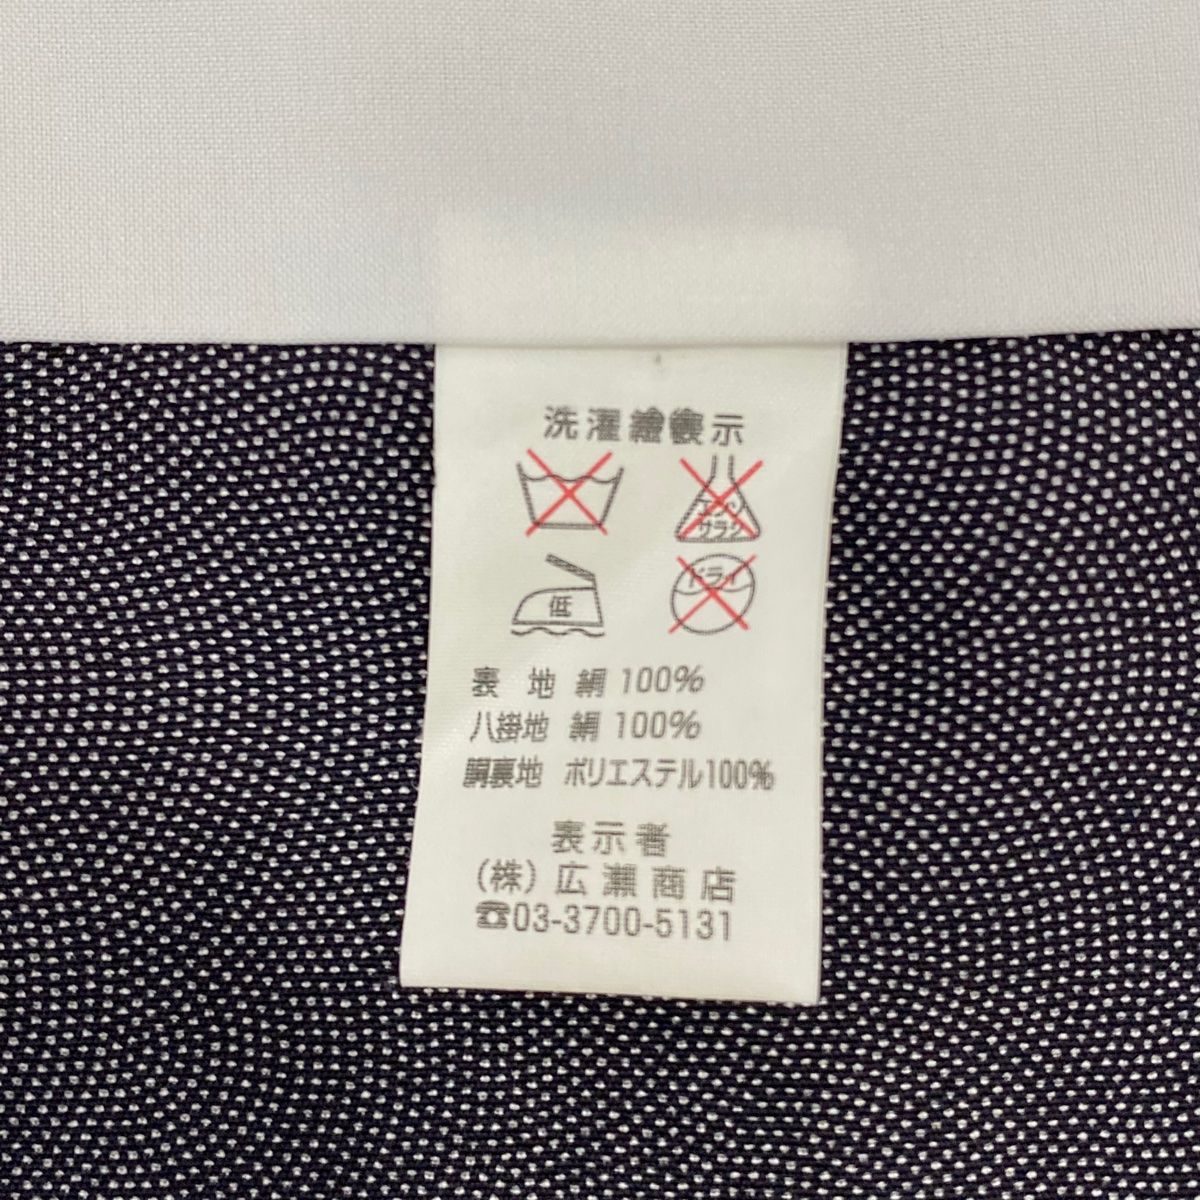 洗濯繪表示
エンソ
サラシ
低
ドライ
表 地 絹 100%
八掛地 絹 100%
胴裏地 ポリエステル100%
表示者
(株)広瀬商店
☎03-3700-5131